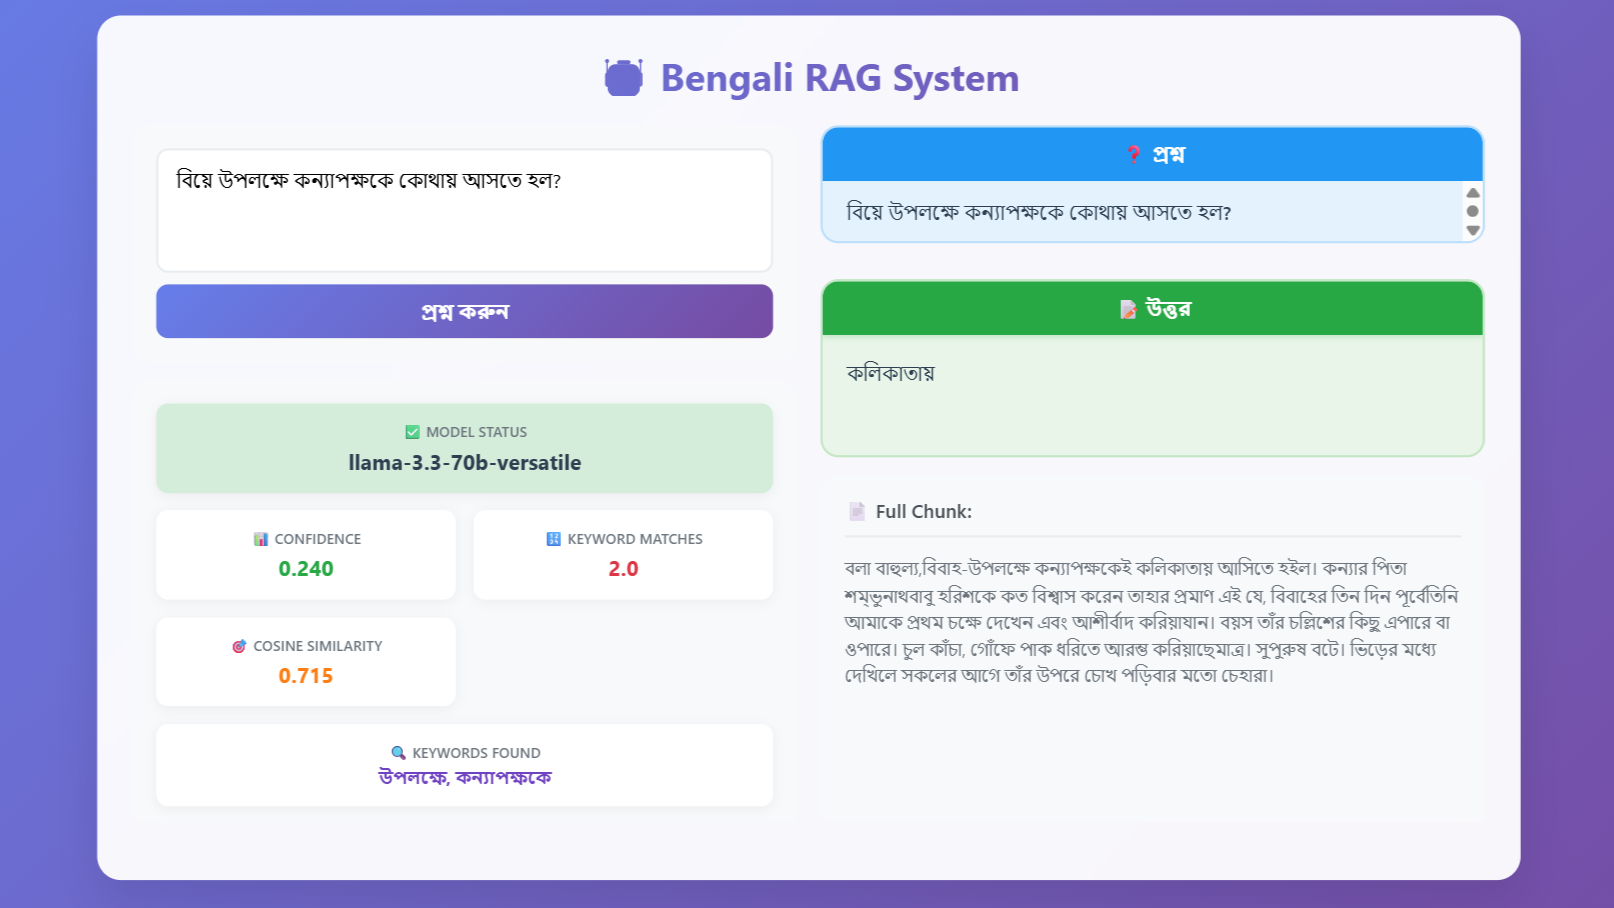 Bengali RAG System
বিয়ে উপলক্ষে কন্যাপক্ষকে কোথায় আসতে হল?
প্রশ্ন করুন
MODEL STATUS
llama-3.3-70b-versatile
CONFIDENCE
0.240
KEYWORD MATCHES
2.0
COSINE SIMILARITY
0.715
KEYWORDS FOUND
উপলক্ষে, কন্যাপক্ষকে
প্রশ্ন
বিয়ে উপলক্ষে কন্যাপক্ষকে কোথায় আসতে হল?
উত্তর
কলিকাতায়
Full Chunk:
বলা বাহুল্য,বিবাহ-উপলক্ষে কন্যাপক্ষকেই কলিকাতায় আসিতে হইল। কন্যার পিতা
শম্ভুনাথবাবু হরিশকে কত বিশ্বাস করেন তাহার প্রমাণ এই যে, বিবাহের তিন দিন পূর্বেতিনি
আমাকে প্রথম চক্ষে দেখেন এবং আশীর্বাদ করিয়াযান। বয়স তাঁর চল্লিশের কিছু এপারে বা
ওপারে। চুল কাঁচা, গোঁফে পাক ধরিতে আরম্ভ করিয়াছেমাত্র। সুপুরুষ বটে। ভিড়ের মধ্যে
দেখিলে সকলের আগে তাঁর উপরে চোখ পড়িবার মতো চেহারা।